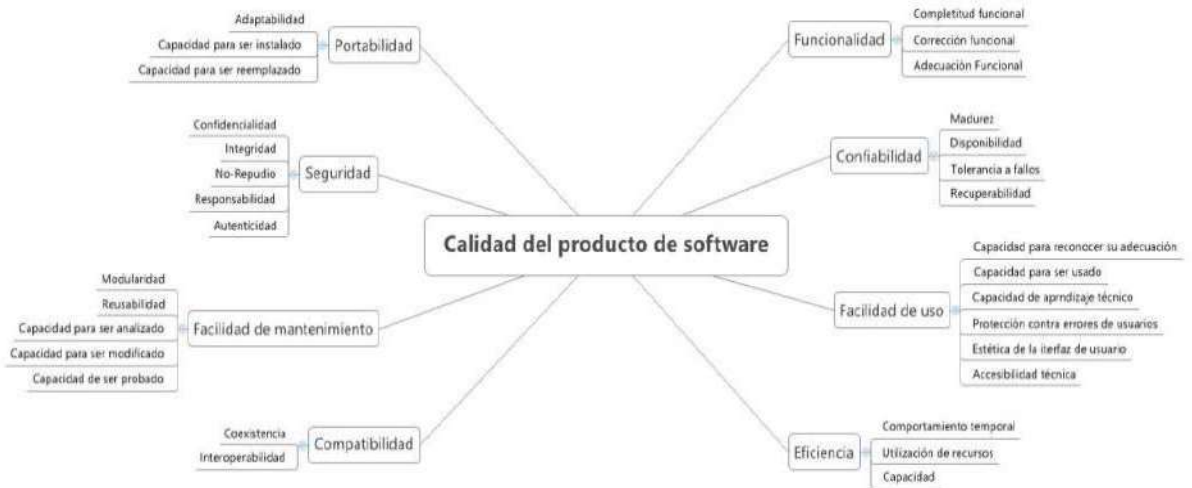 Calidad del producto de software
Portabilidad
Adaptabilidad
Capacidad para ser instalado
Capacidad para ser reemplazado
Seguridad
Confidencialidad
Integridad
No-Repudio
Responsabilidad
Autenticidad
Facilidad de mantenimiento
Modularidad
Reusabilidad
Capacidad para ser analizado
Capacidad para ser modificado
Capacidad de ser probado
Compatibilidad
Coexistencia
Interoperabilidad
Funcionalidad
Completitud funcional
Corrección funcional
Adecuación Funcional
Confiabilidad
Madurez
Disponibilidad
Tolerancia a fallos
Recuperabilidad
Facilidad de uso
Capacidad para reconocer su adecuación
Capacidad para ser usado
Capacidad de aprndizaje técnico
Protección contra errores de usuarios
Estética de la iterfaz de usuario
Accesibilidad técnica
Eficiencia
Comportamiento temporal
Utilización de recursos
Capacidad